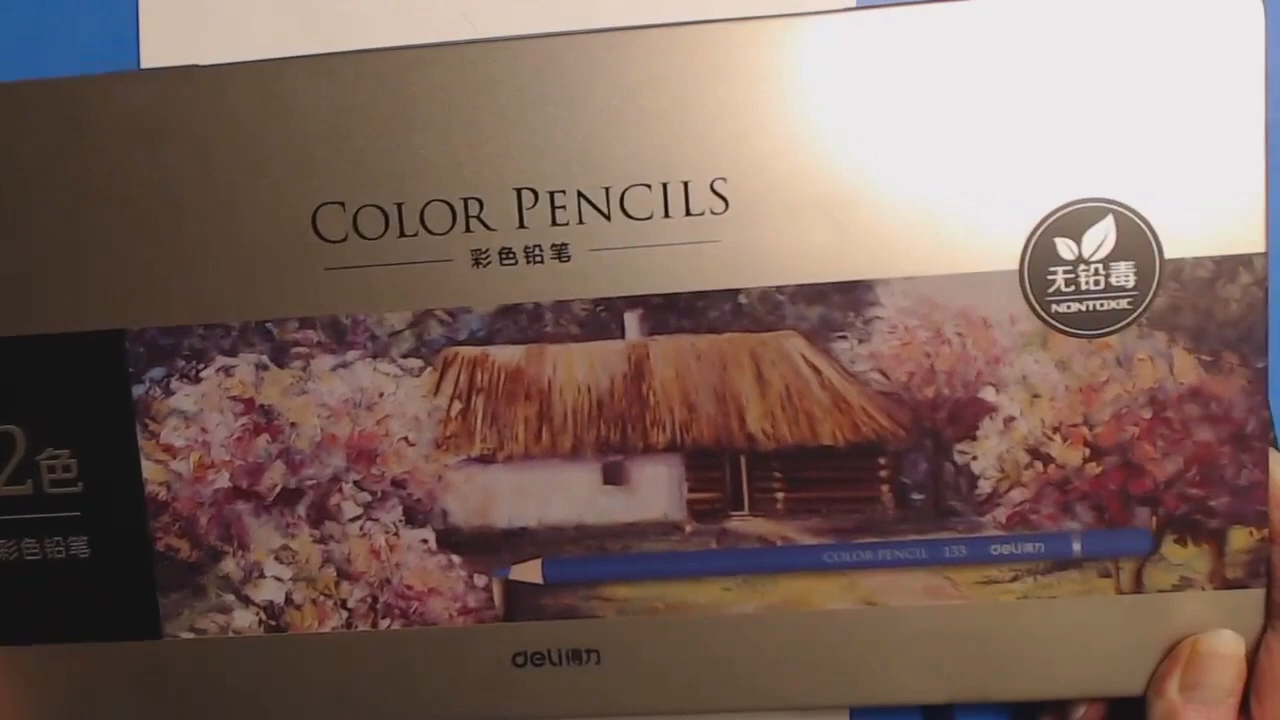 COLOR PENCILS
彩色铅笔
无铅毒
NONTOXIC
2色
彩色铅笔
COLOR PENCIL 133 deli得力
deli得力